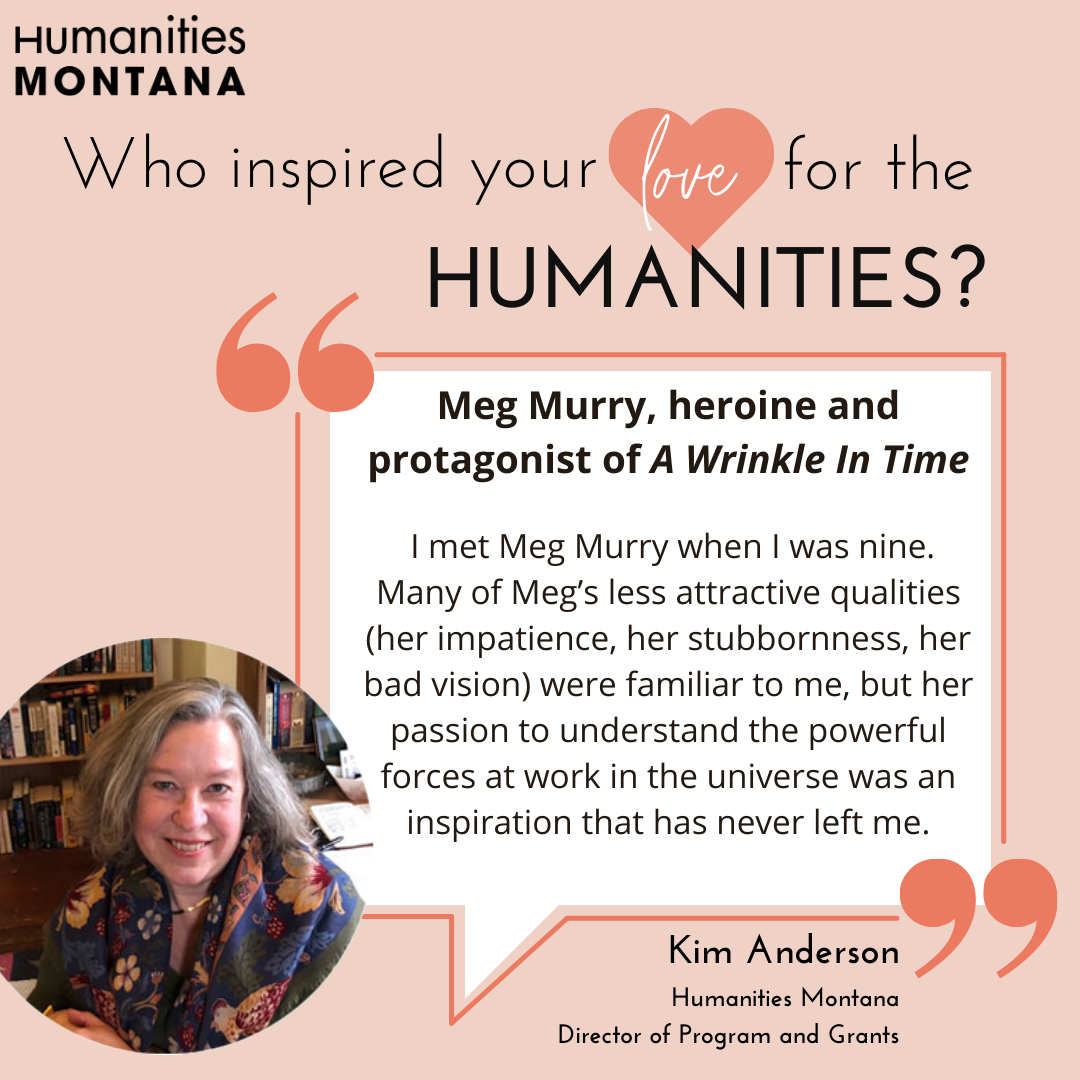 Humanities
MONTANA
Who inspired your love for the
HUMANITIES?
Meg Murry, heroine and
protagonist of A Wrinkle In Time
I met Meg Murry when I was nine.
Many of Meg’s less attractive qualities
(her impatience, her stubbornness, her
bad vision) were familiar to me, but her
passion to understand the powerful
forces at work in the universe was an
inspiration that has never left me.
Kim Anderson
Humanities Montana
Director of Program and Grants